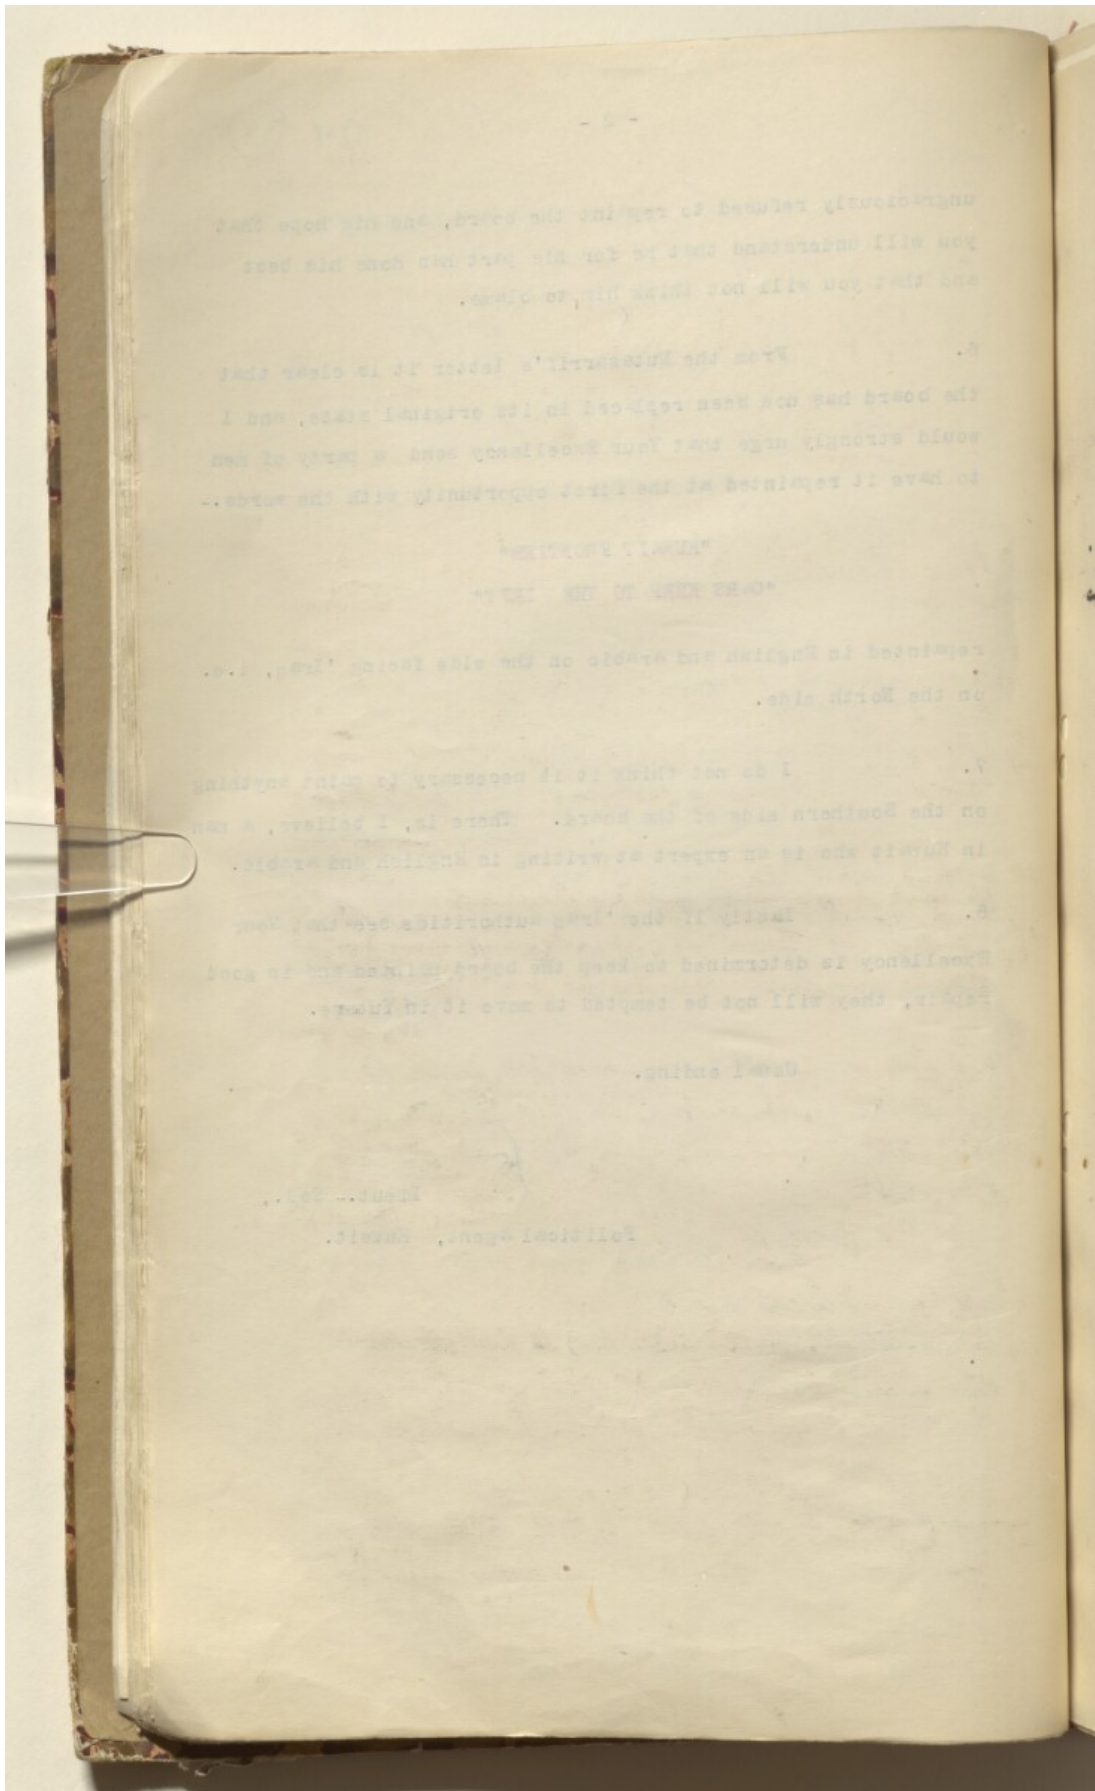 - 2 -
ungraciously refused to repaint the board, and his hope that
you will understand that he for his part has done his best
and that you will not think him to blame.
6. From the Mutasarrif's letter it is clear that
the board has now been replaced in its original state, and I
would strongly urge that Your Excellency send a party of men
to have it repainted at the first opportunity with the words.-
"KUWAIT FRONTIER"
"CARS KEEP TO THE LEFT"
repainted in English and Arabic on the side facing 'Iraq, i.e.
on the North side.
7. I do not think it is necessary to paint anything
on the Southern side of the board. There is, I believe, a man
in Kuwait who is an expert at writing in English and Arabic.
8. Lastly if the 'Iraq authorities see that Your
Excellency is determined to keep the board painted and in good
repair, they will not be tempted to move it in future.
Usual ending.
Lieut.- Col.,
Political Agent, Kuwait.